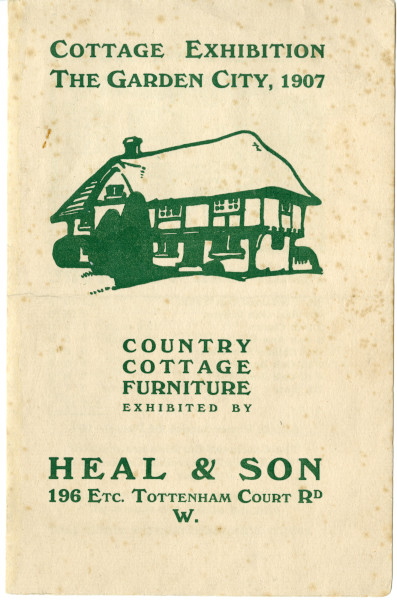 Cottage Exhibition
The Garden City, 1907
COUNTRY
COTTAGE
FURNITURE
EXHIBITED BY
HEAL & SON
196 Etc. Tottenham Court Rd
W.